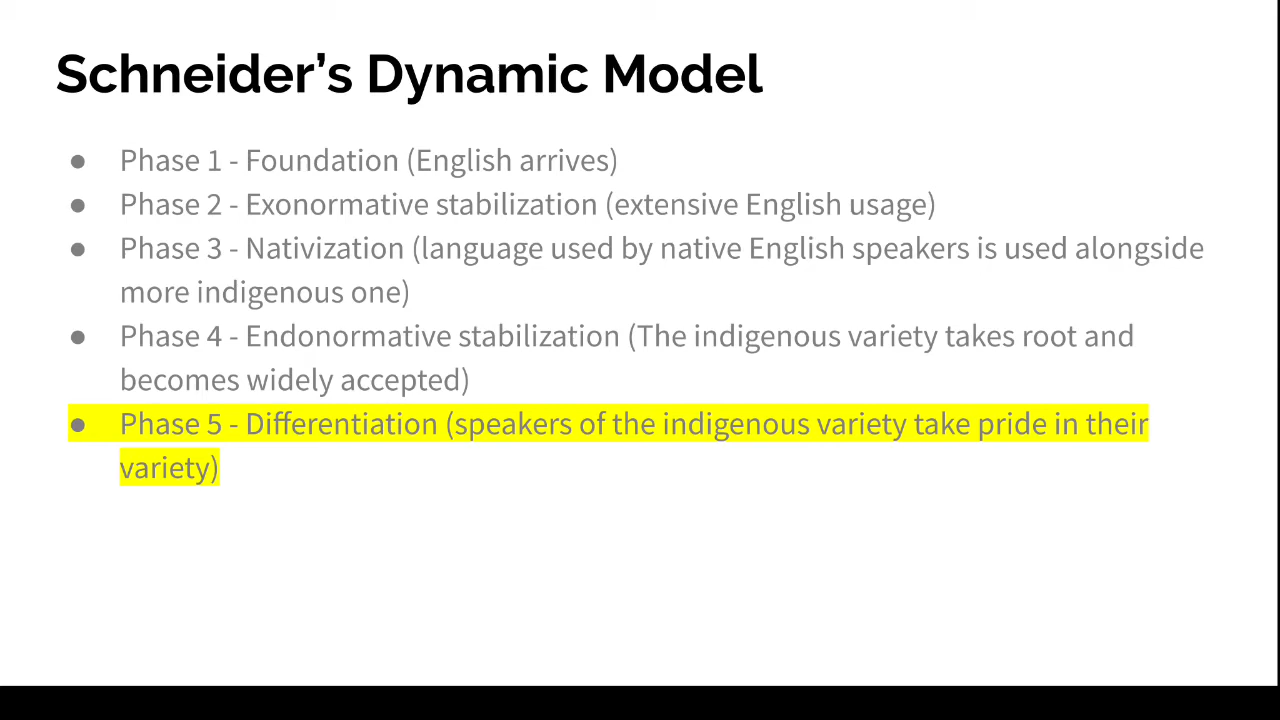 Schneider’s Dynamic Model
● Phase 1 - Foundation (English arrives)
● Phase 2 - Exonormative stabilization (extensive English usage)
● Phase 3 - Nativization (language used by native English speakers is used alongside
more indigenous one)
● Phase 4 - Endonormative stabilization (The indigenous variety takes root and
becomes widely accepted)
● Phase 5 - Differentiation (speakers of the indigenous variety take pride in their
variety)